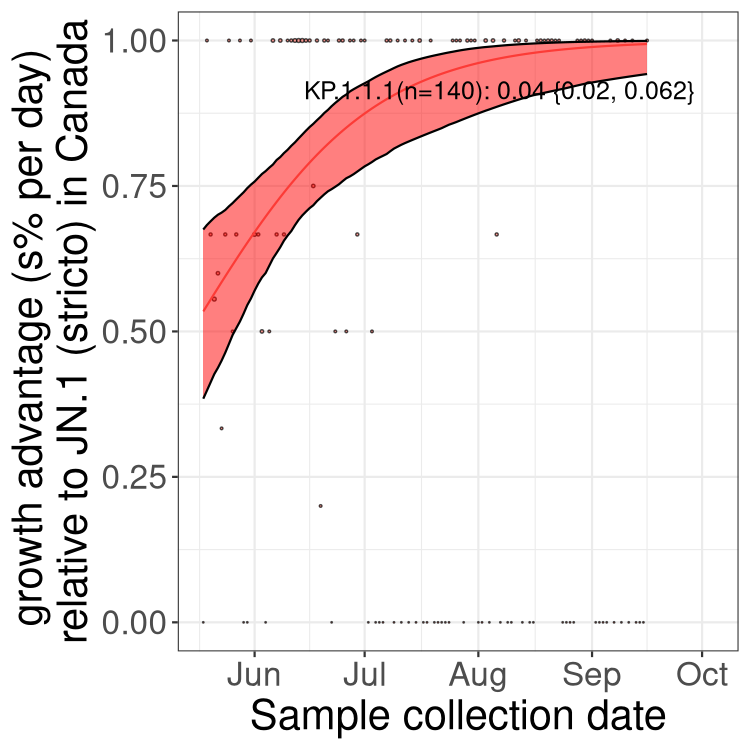 growth advantage (s% per day)
relative to JN.1 (stricto) in Canada
1.00
0.75
0.50
0.25
0.00
KP.1.1.1(n=140): 0.04 {0.02, 0.062}
Jun Jul Aug Sep Oct
Sample collection date